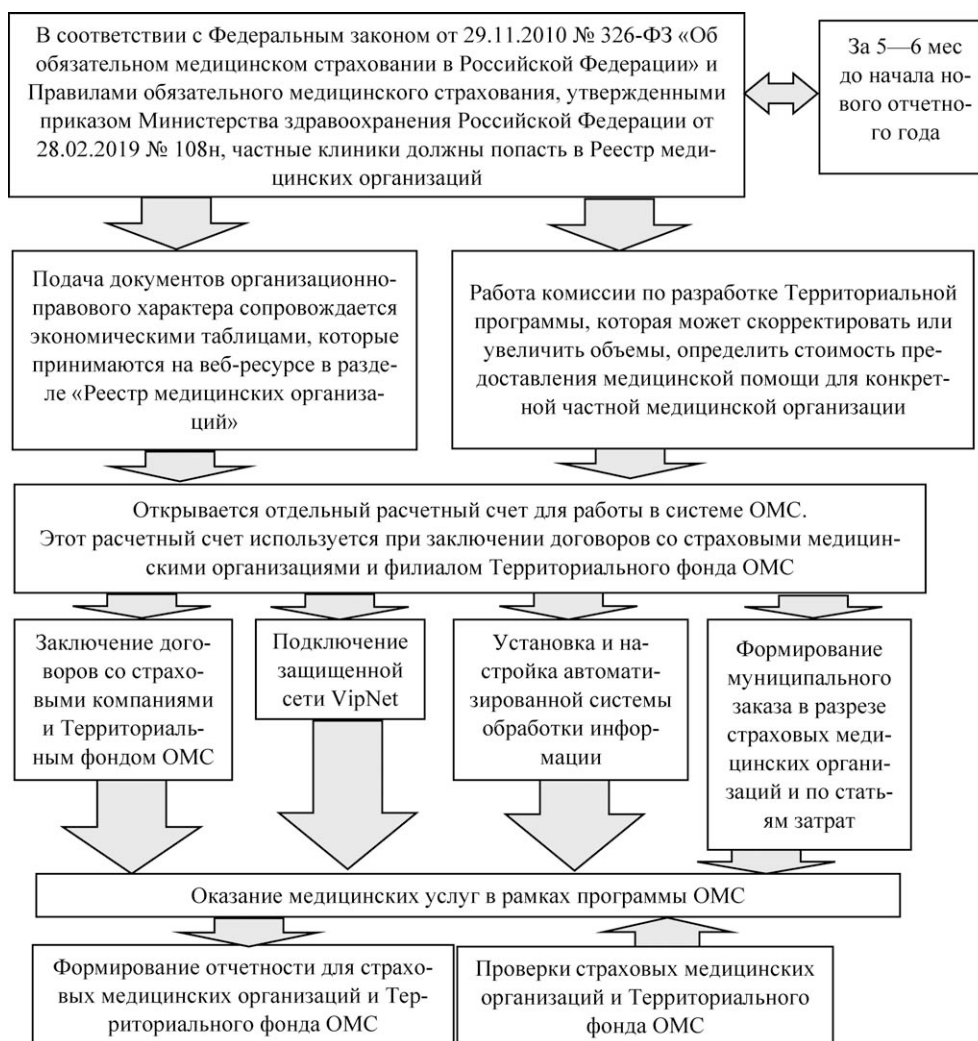 В соответствии с Федеральным законом от 29.11.2010 № 326-ФЗ «Об
обязательном медицинском страховании в Российской Федерации» и
Правилами обязательного медицинского страхования, утвержденными
приказом Министерства здравоохранения Российской Федерации от
28.02.2019 № 108н, частные клиники должны попасть в Реестр меди-
цинских организаций
За 5—6 мес
до начала но-
вого отчетно-
го года
Подача документов организационно-
правового характера сопровождается
экономическими таблицами, которые
принимаются на веб-ресурсе в разде-
ле «Реестр медицинских организа-
ций»
Работа комиссии по разработке Территориальной
программы, которая может скорректировать или
увеличить объемы, определить стоимость пре-
доставления медицинской помощи для конкрет-
ной частной медицинской организации
Открывается отдельный расчетный счет для работы в системе ОМС.
Этот расчетный счет используется при заключении договоров со страховыми медицин-
скими организациями и филиалом Территориального фонда ОМС
Заключение дого-
воров со страхо-
выми компаниями
и Территориаль-
ным фондом ОМС
Подключение
защищенной
сети VipNet
Установка и на-
стройка автомати-
зированной системы
обработки инфор-
мации
Формирование
муниципального
заказа в разрезе
страховых меди-
цинских органи-
заций и по стать-
ям затрат
Оказание медицинских услуг в рамках программы ОМС
Формирование отчетности для страхо-
вых медицинских организаций и Тер-
риториального фонда ОМС
Проверки страховых медицинских
организаций и Территориального
фонда ОМС